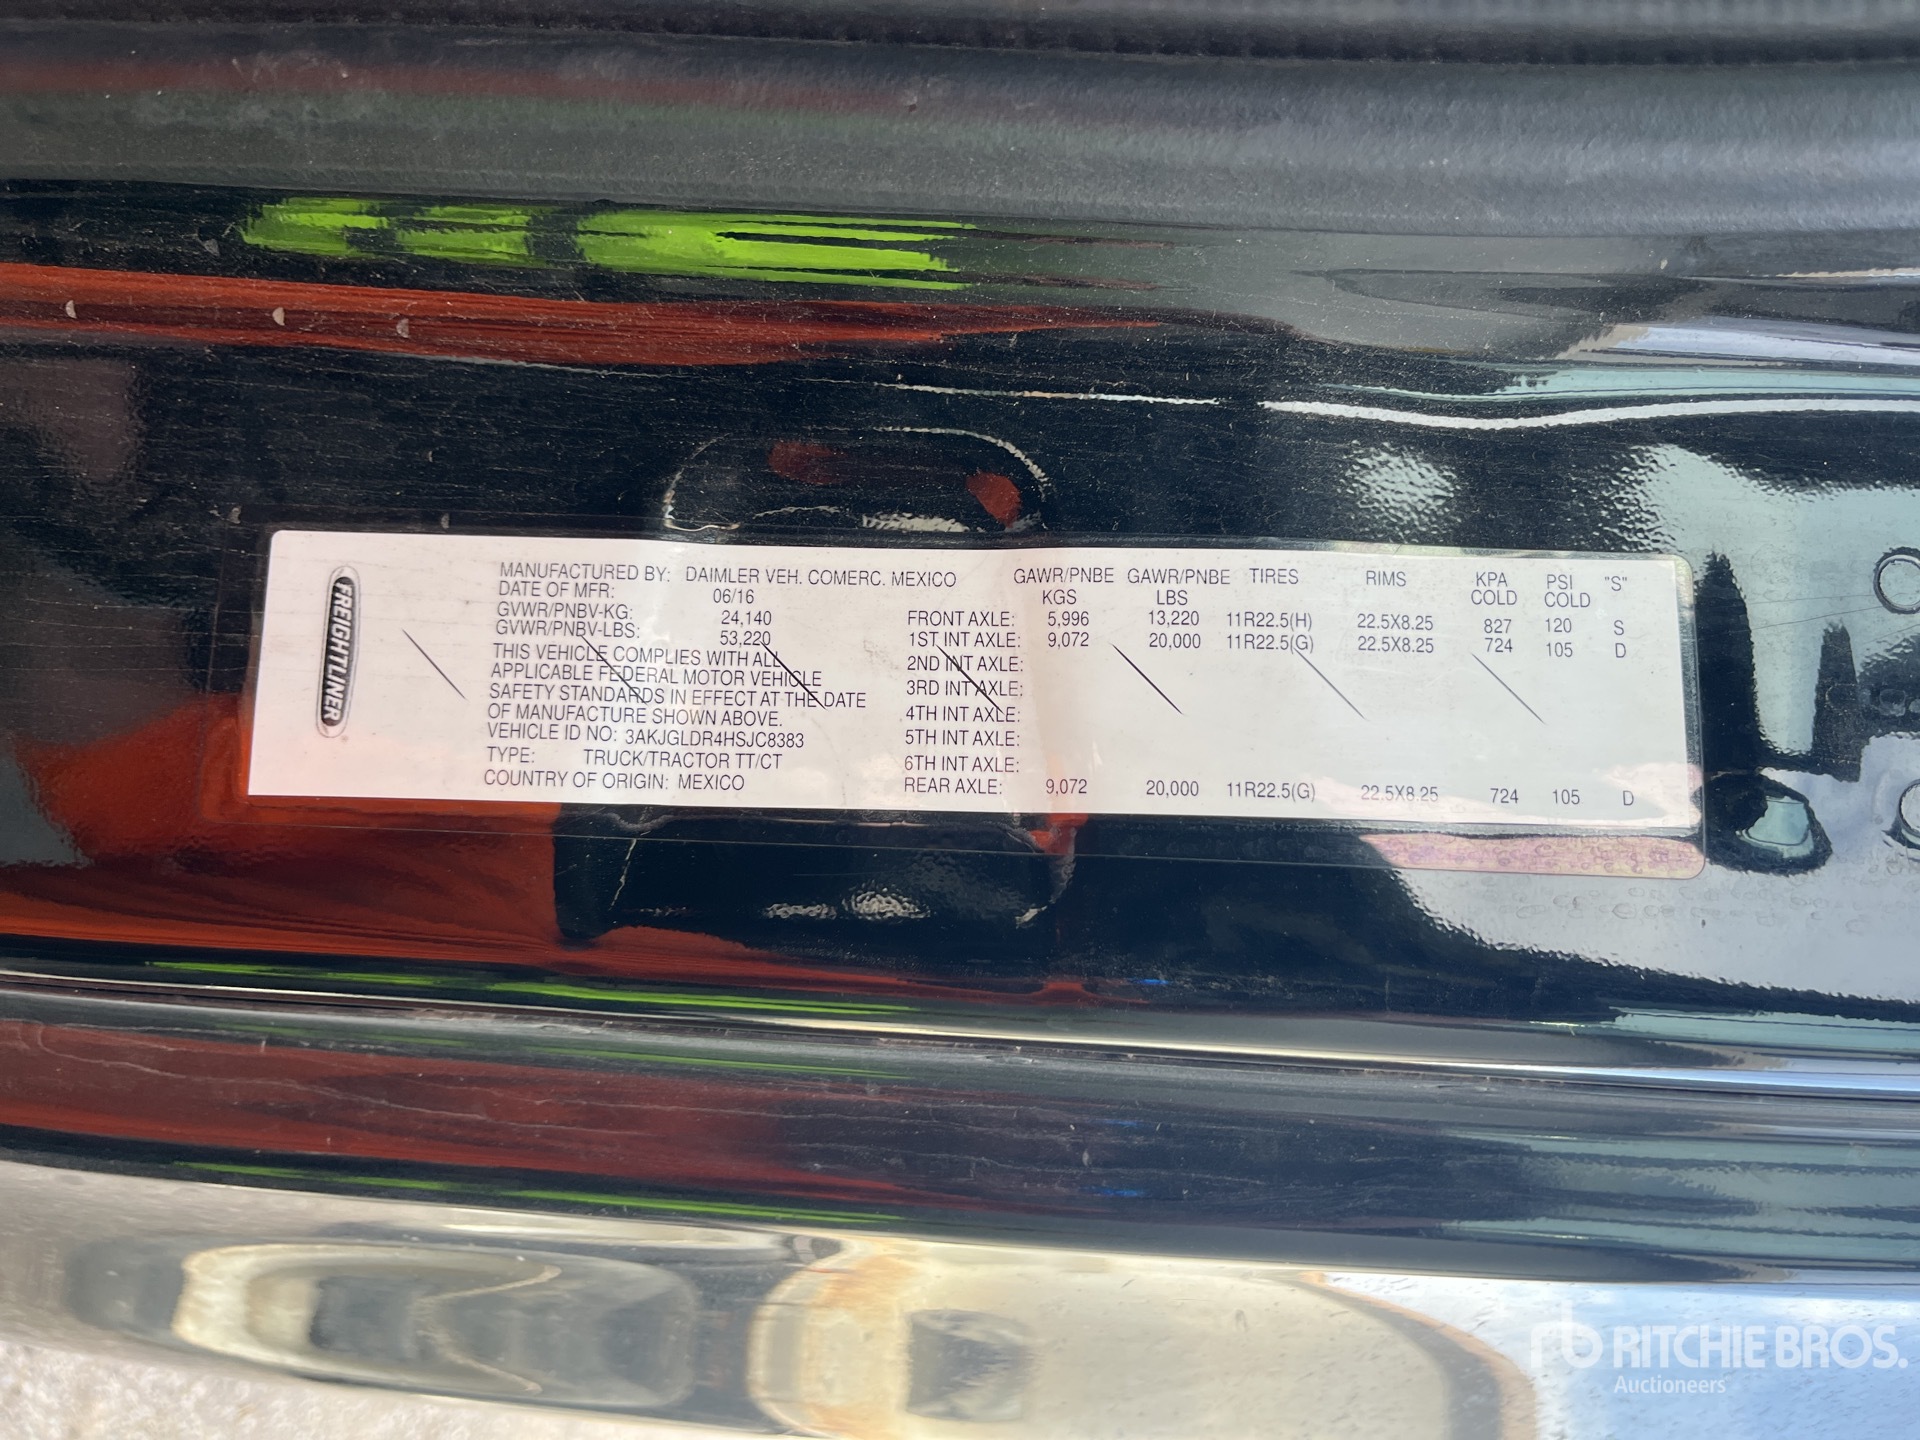 FREIGHTLINER
MANUFACTURED BY: DAIMLER VEH. COMERC. MEXICO
DATE OF MFR: 06/16
GVWR/PNBV-KG: 24,140
GVWR/PNBV-LBS: 53,220
THIS VEHICLE COMPLIES WITH ALL
APPLICABLE FEDERAL MOTOR VEHICLE
SAFETY STANDARDS IN EFFECT AT THE DATE
OF MANUFACTURE SHOWN ABOVE.
VEHICLE ID NO: 3AKJGLDR4HSJC8383
TYPE: TRUCK/TRACTOR TT/CT
COUNTRY OF ORIGIN: MEXICO
GAWR/PNBE KGS GAWR/PNBE LBS TIRES RIMS KPA COLD PSI COLD "S"
FRONT AXLE: 5,996 13,220 11R22.5(H) 22.5X8.25 827 120 S
1ST INT AXLE: 9,072 20,000 11R22.5(G) 22.5X8.25 724 105 D
2ND INT AXLE:
3RD INT AXLE:
4TH INT AXLE:
5TH INT AXLE:
6TH INT AXLE:
REAR AXLE: 9,072 20,000 11R22.5(G) 22.5X8.25 724 105 D
rb RITCHIE BROS.
Auctioneers